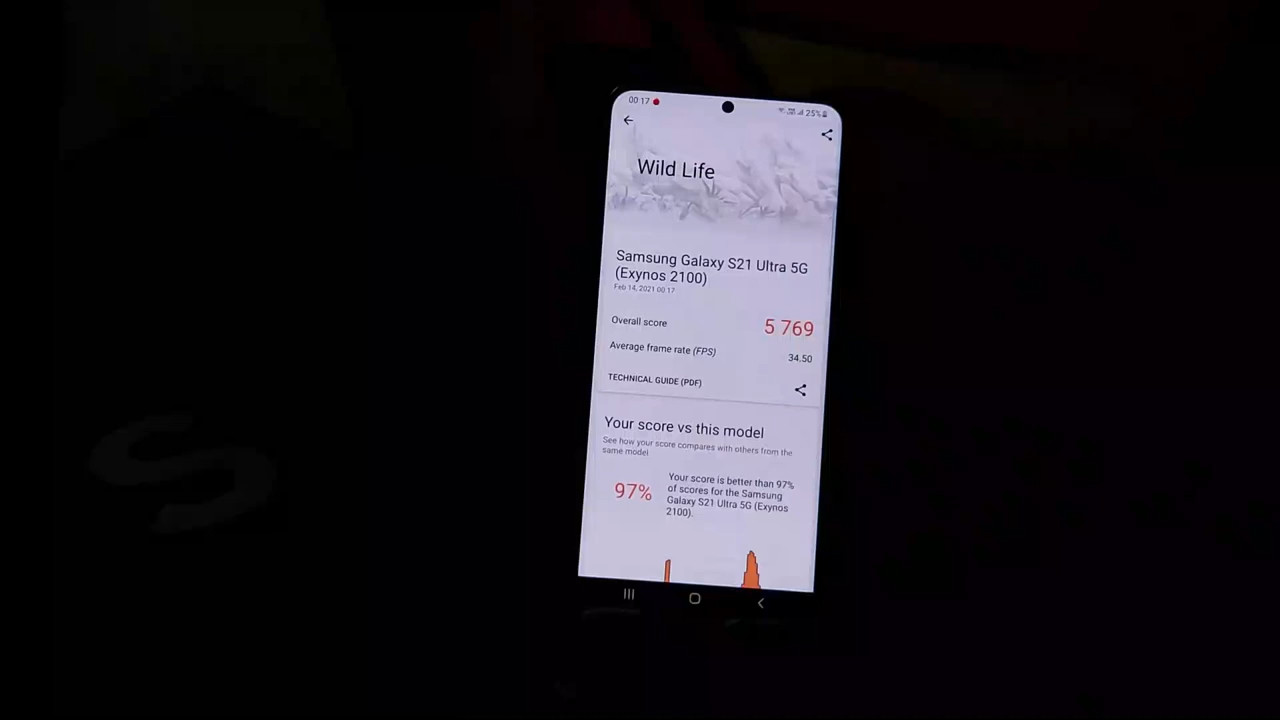 00:17
25%
Wild Life
Samsung Galaxy S21 Ultra 5G
(Exynos 2100)
Feb 14, 2021 00:17
Overall score 5 769
Average frame rate (FPS) 34.50
TECHNICAL GUIDE (PDF)
Your score vs this model
See how your score compares with others from the
same model
97%
Your score is better than 97%
of scores for the Samsung
Galaxy S21 Ultra 5G (Exynos
2100).
S